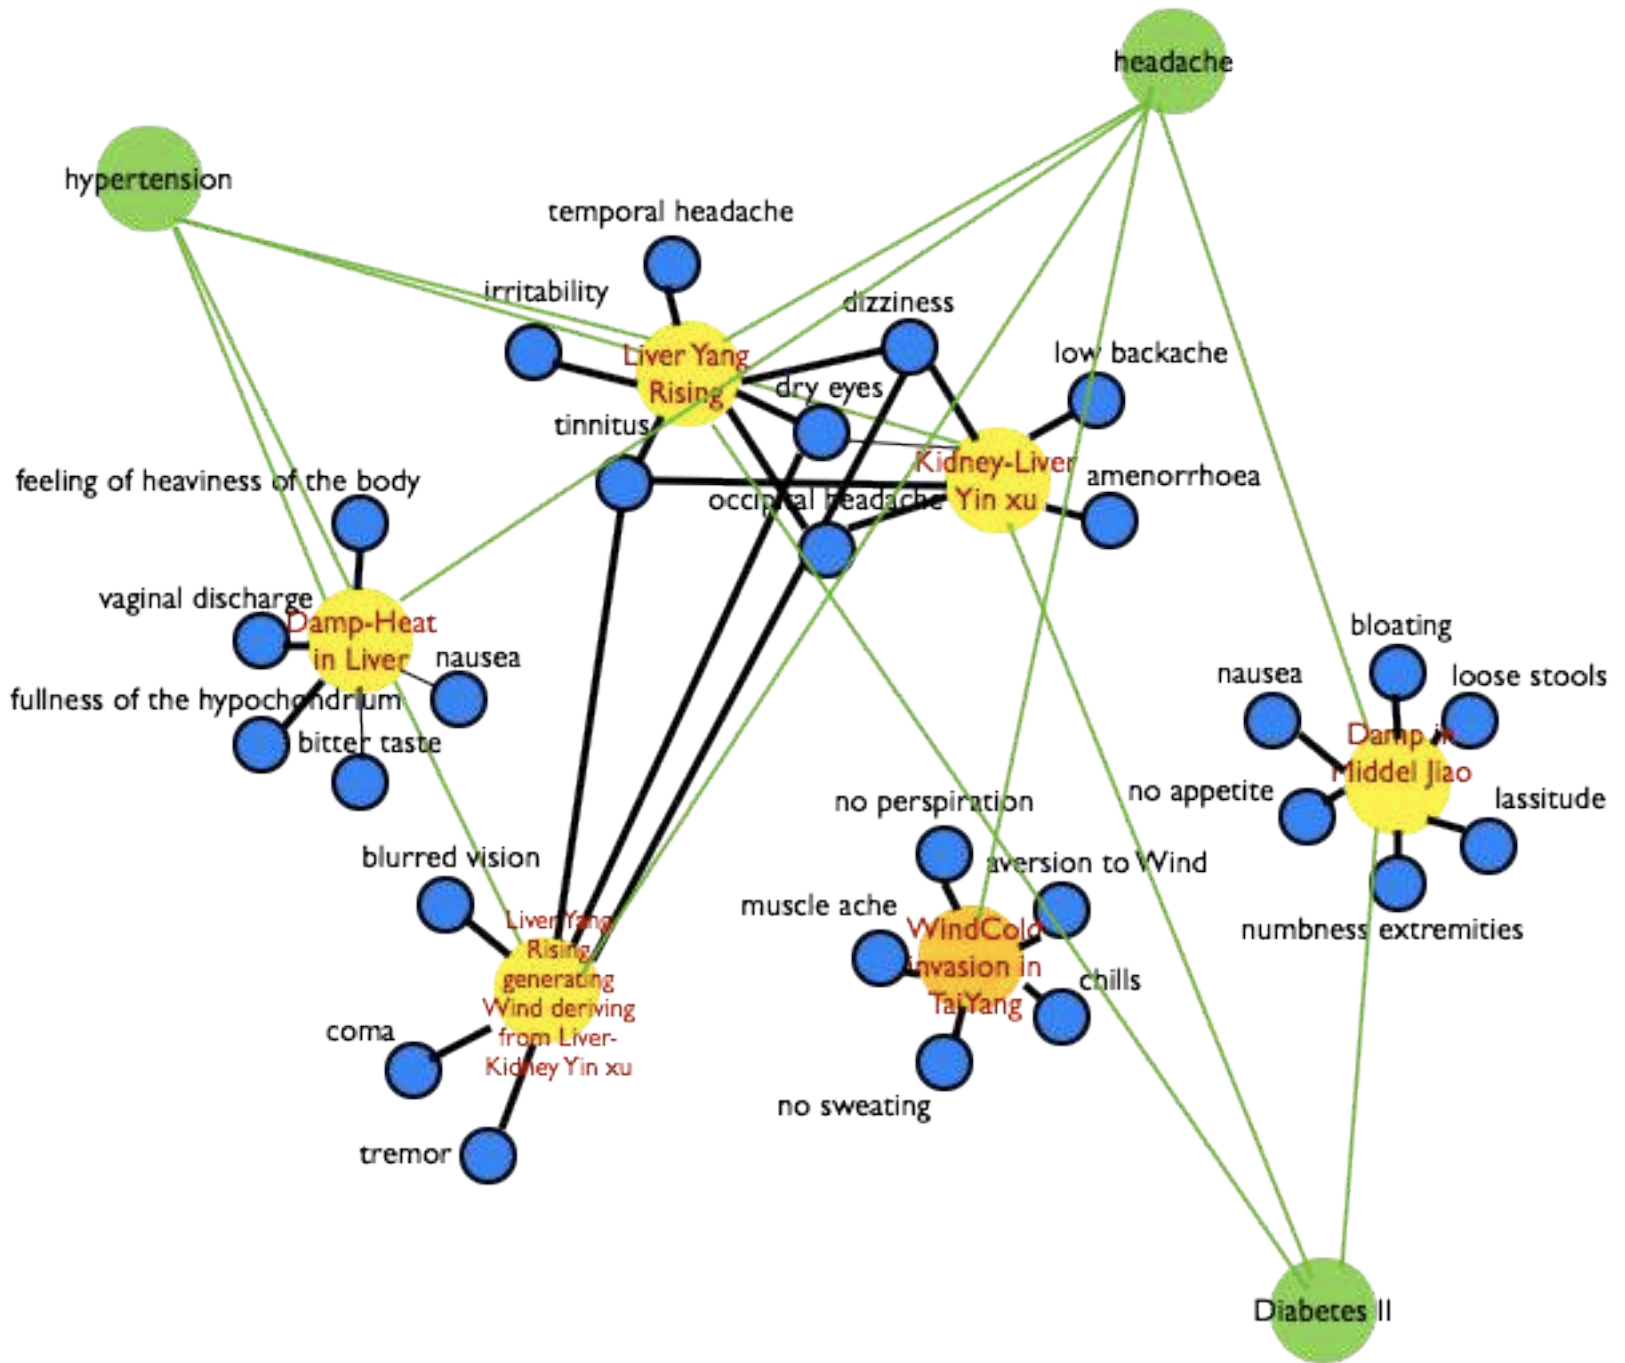 headache
hypertension
temporal headache
irritability
dizziness
Liver Yang
Rising
low backache
dry eyes
tinnitus
Kidney-Liver
Yin xu
amenorrhoea
feeling of heaviness of the body
occipital headache
vaginal discharge
Damp-Heat
in Liver
nausea
fullness of the hypochondrium
bitter taste
bloating
nausea
loose stools
Damp in
Middel Jiao
no appetite
lassitude
numbness extremities
no perspiration
aversion to Wind
muscle ache
WindCold
invasion in
TaiYang
chills
no sweating
blurred vision
Liver Yang
Rising
generating
Wind deriving
from Liver-
Kidney Yin xu
coma
tremor
Diabetes II